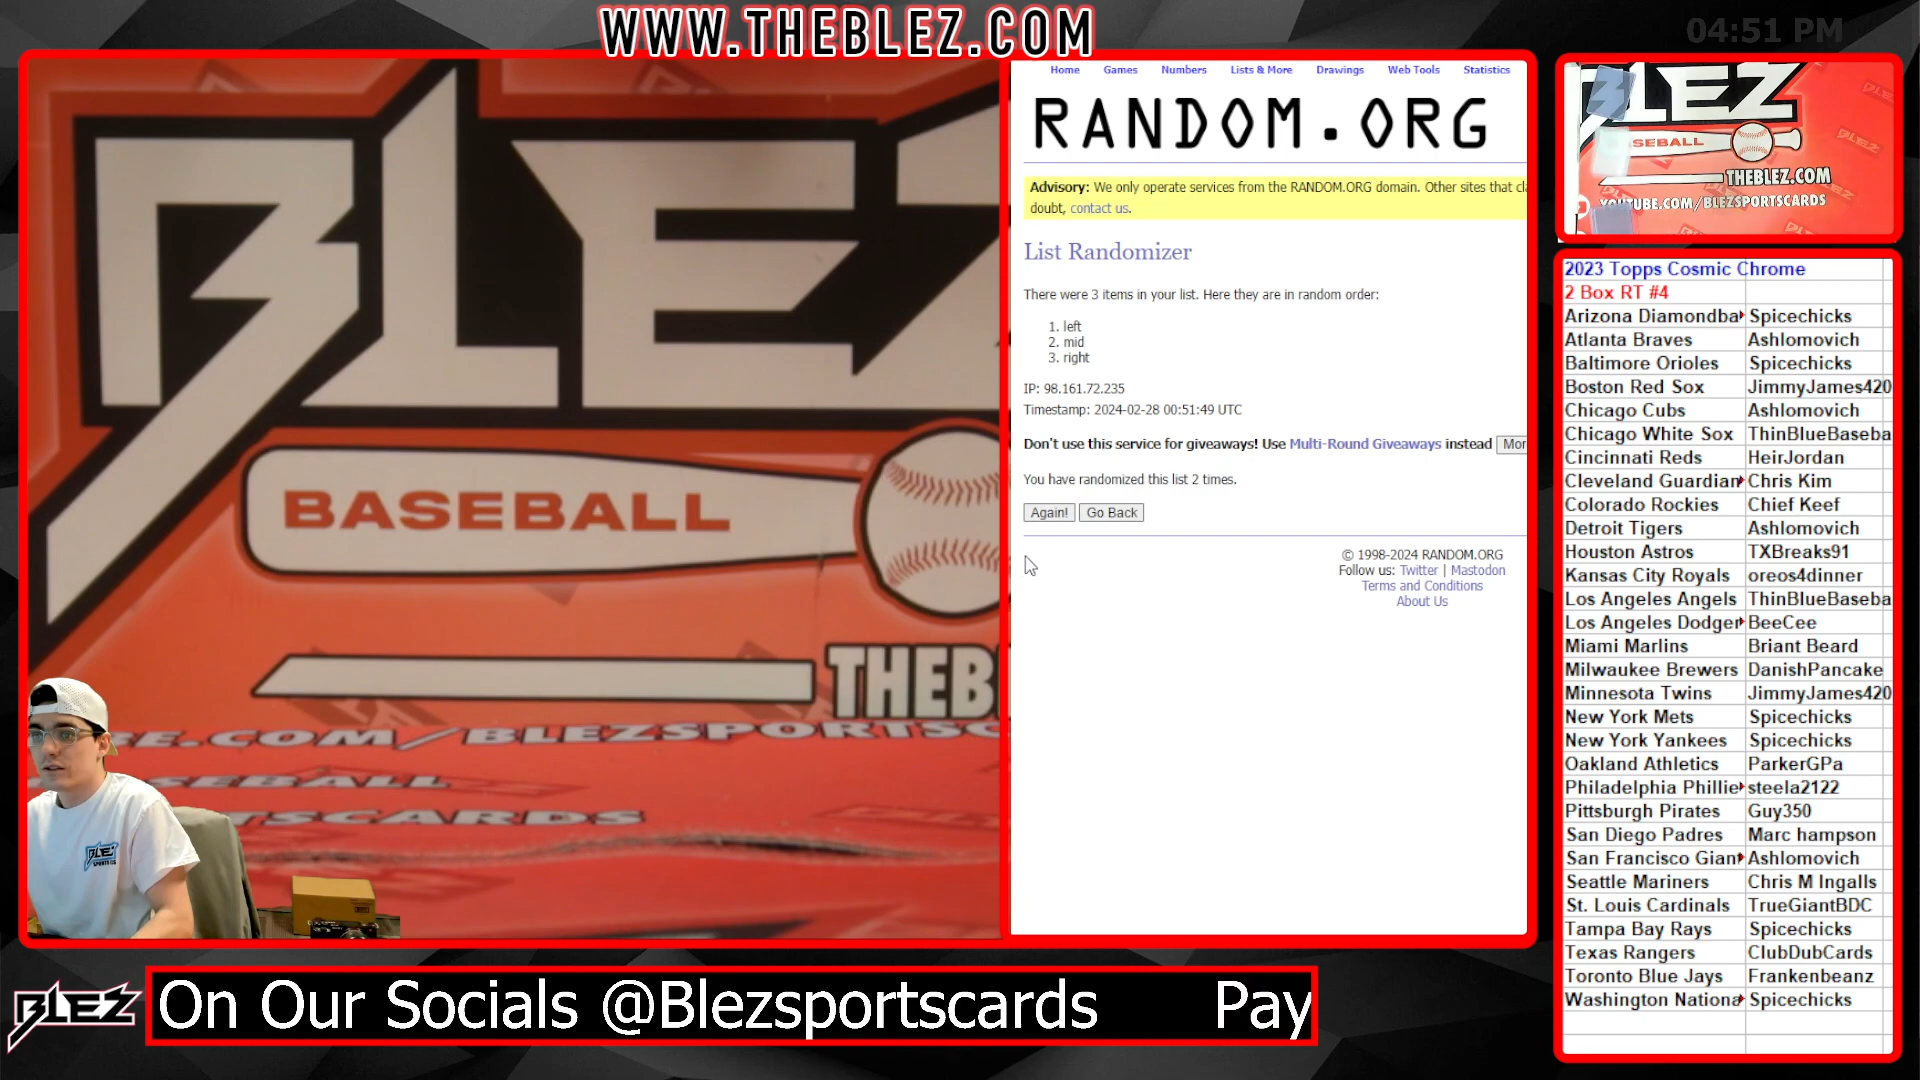 WWW.THEBLEZ.COM
04:51 PM
BLEZ
BASEBALL
THEB
BE.COM/BLEZSPORTSC
SEBALL
TSCARDS
BLEZ
Home Games Numbers Lists & More Drawings Web Tools Statistics
RANDOM.ORG
Advisory: We only operate services from the RANDOM.ORG domain. Other sites that cl
doubt, contact us.
List Randomizer
There were 3 items in your list. Here they are in random order:
1. left
2. mid
3. right
IP: 98.161.72.235
Timestamp: 2024-02-28 00:51:49 UTC
Don't use this service for giveaways! Use Multi-Round Giveaways instead Mor
You have randomized this list 2 times.
Again! Go Back
© 1998-2024 RANDOM.ORG
Follow us: Twitter | Mastodon
Terms and Conditions
About Us
BLEZ
SEBALL
THEBLEZ.COM
YOUTUBE.COM/BLEZSPORTSCARDS
2023 Topps Cosmic Chrome
2 Box RT #4
Arizona Diamondba Spicechicks
Atlanta Braves Ashlomovich
Baltimore Orioles Spicechicks
Boston Red Sox JimmyJames420
Chicago Cubs Ashlomovich
Chicago White Sox ThinBlueBaseba
Cincinnati Reds HeirJordan
Cleveland Guardian Chris Kim
Colorado Rockies Chief Keef
Detroit Tigers Ashlomovich
Houston Astros TXBreaks91
Kansas City Royals oreos4dinner
Los Angeles Angels ThinBlueBaseba
Los Angeles Dodger BeeCee
Miami Marlins Briant Beard
Milwaukee Brewers DanishPancake
Minnesota Twins JimmyJames420
New York Mets Spicechicks
New York Yankees Spicechicks
Oakland Athletics ParkerGPa
Philadelphia Phillie steela2122
Pittsburgh Pirates Guy350
San Diego Padres Marc hampson
San Francisco Gian Ashlomovich
Seattle Mariners Chris M Ingalls
St. Louis Cardinals TrueGiantBDC
Tampa Bay Rays Spicechicks
Texas Rangers ClubDubCards
Toronto Blue Jays Frankenbeanz
Washington Nationa Spicechicks
BLEZ
On Our Socials @Blezsportscards Pay